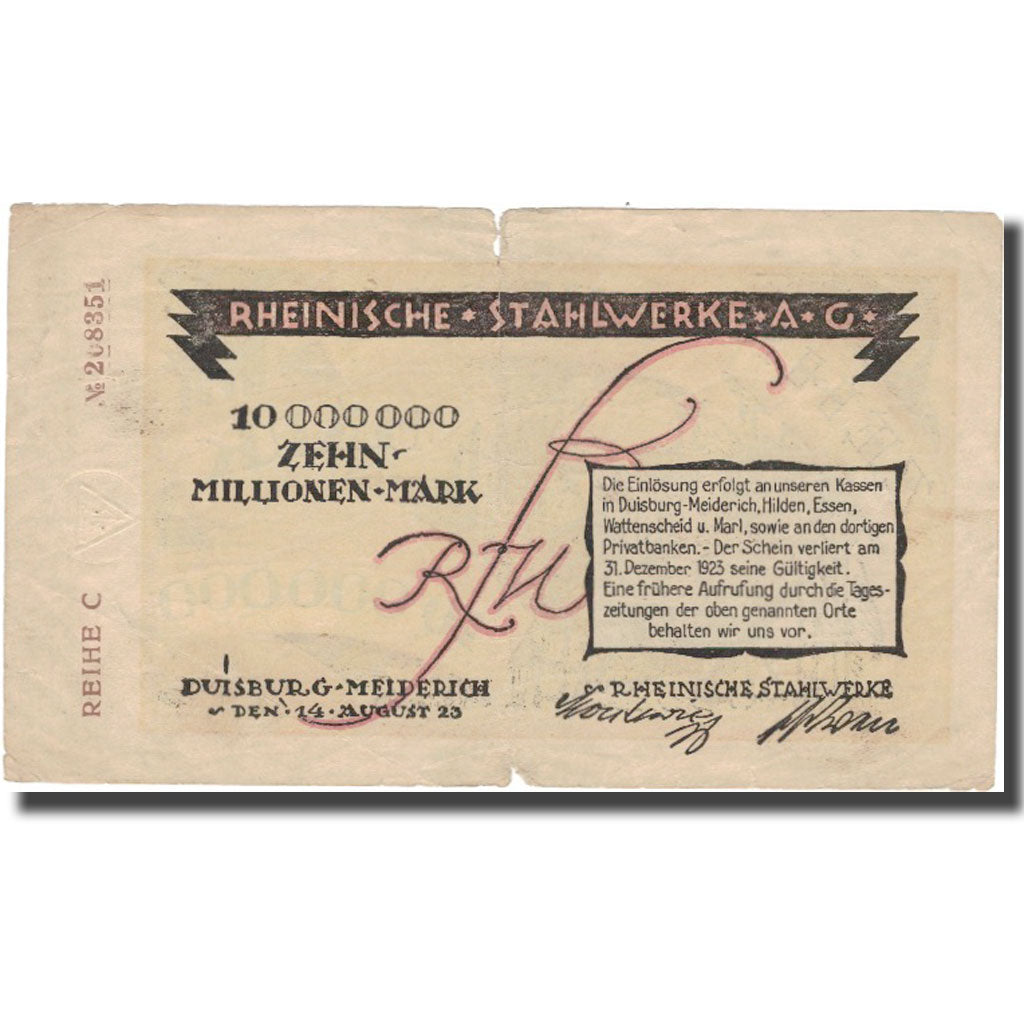 RHEINISCHE ★ STAHLWERKE ★ A ★ G ★
№ 208351
REIHE C
10 000 000
ZEHN-
MILLIONEN-MARK
RSTW
Die Einlösung erfolgt an unseren Kassen
in Duisburg-Meiderich, Hilden, Essen,
Wattenscheid u. Marl, sowie an den dortigen
Privatbanken. - Der Schein verliert am
31. Dezember 1923 seine Gültigkeit.
Eine frühere Aufrufung durch die Tages-
zeitungen der oben genannten Orte
behalten wir uns vor.
DUISBURG-MEIDERICH
DEN · 14 · AUGUST 23
RHEINISCHE STAHLWERKE